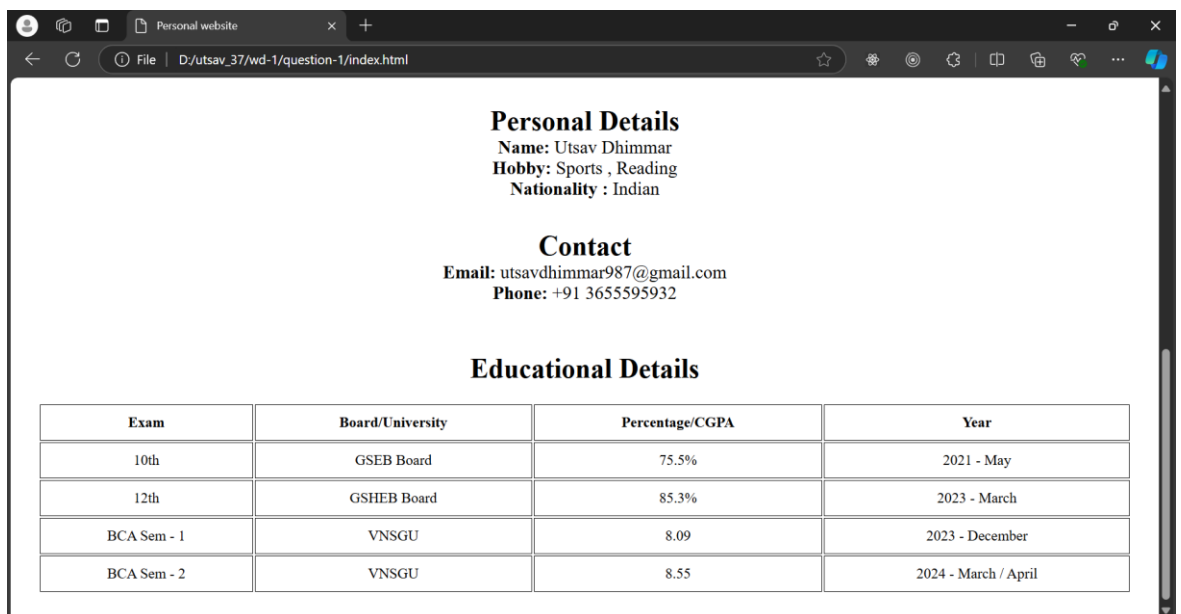 Personal website
File | D:/utsav_37/wd-1/question-1/index.html
Personal Details
Name: Utsav Dhimmar
Hobby: Sports , Reading
Nationality : Indian
Contact
Email: utsavdhimmar987@gmail.com
Phone: +91 3655595932
Educational Details
Exam Board/University Percentage/CGPA Year
10th GSEB Board 75.5% 2021 - May
12th GSHEB Board 85.3% 2023 - March
BCA Sem - 1 VNSGU 8.09 2023 - December
BCA Sem - 2 VNSGU 8.55 2024 - March / April